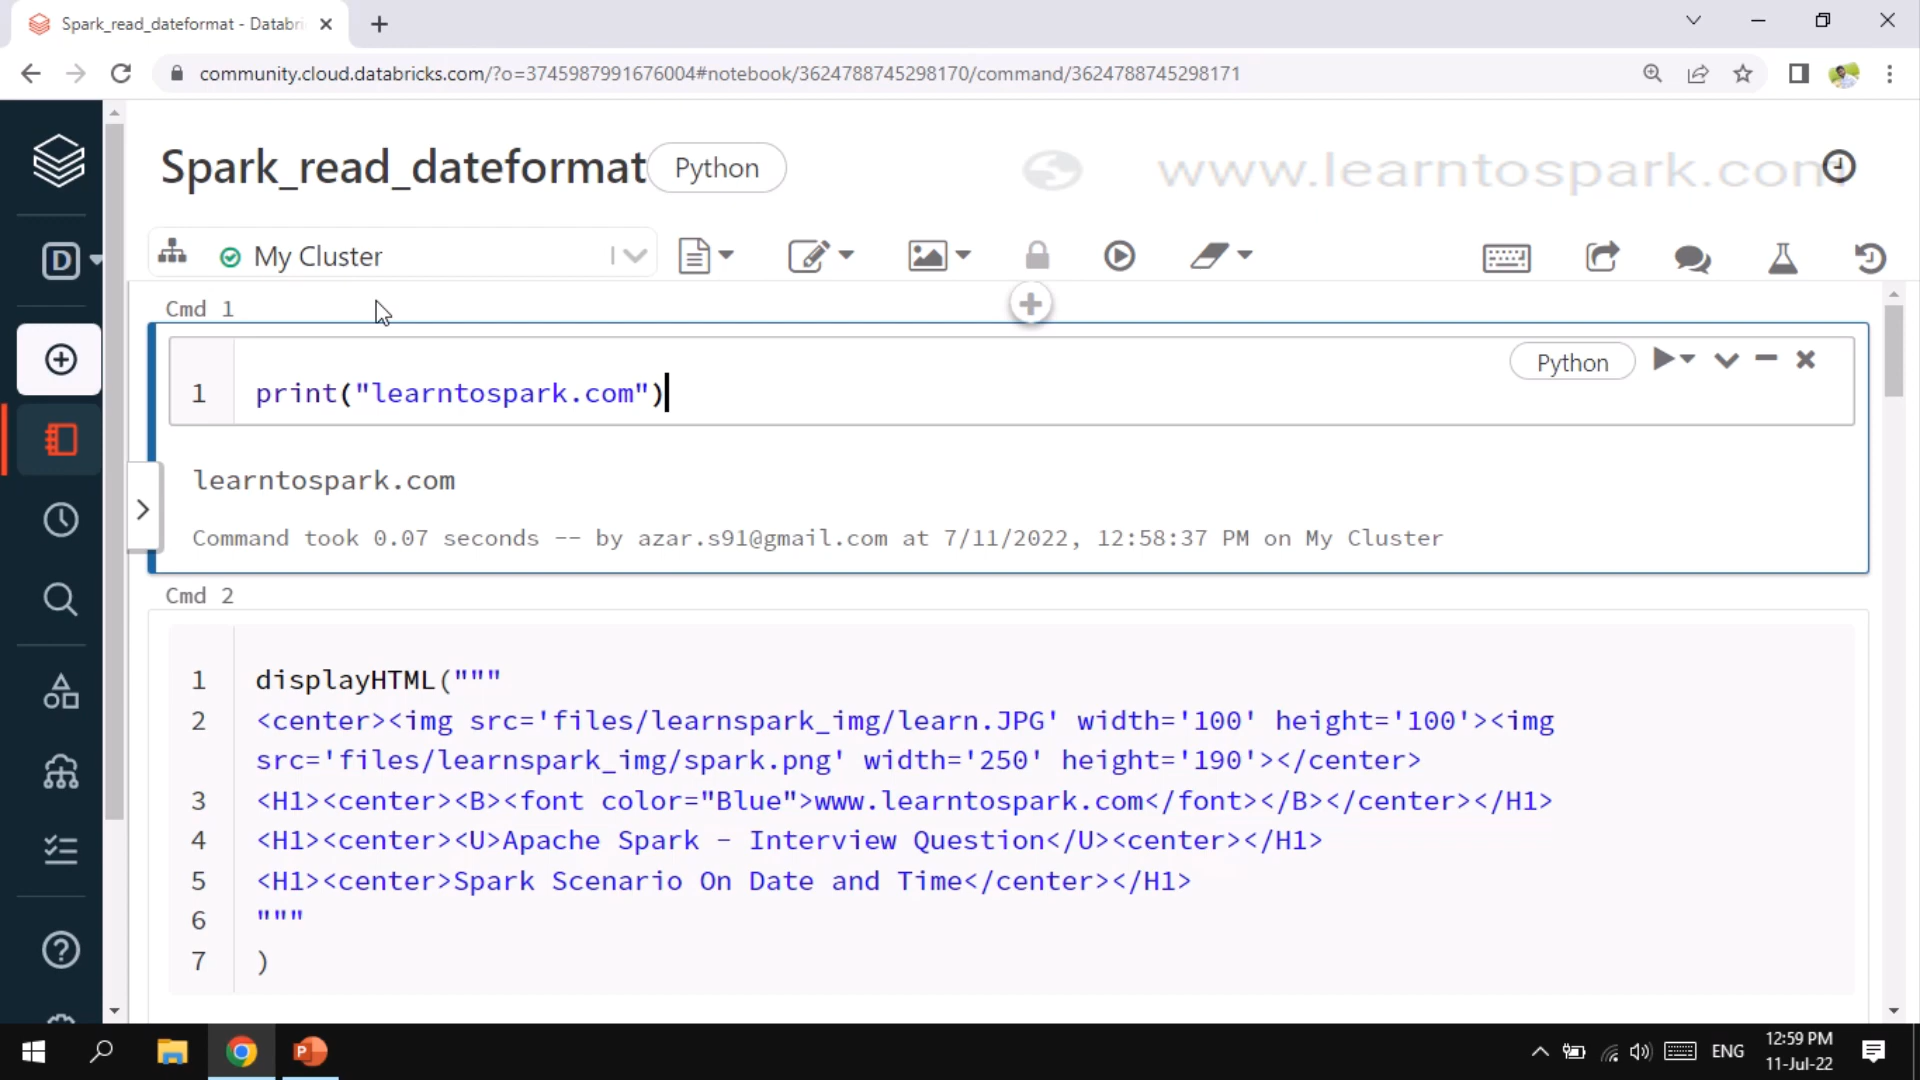 Spark_read_dateformat - Databri
community.cloud.databricks.com/?o=3745987991676004#notebook/3624788745298170/command/3624788745298171
Spark_read_dateformat Python
www.learntospark.com
D
My Cluster
Cmd 1
Python
1 print("learntospark.com")
learntospark.com
Command took 0.07 seconds -- by azar.s91@gmail.com at 7/11/2022, 12:58:37 PM on My Cluster
Cmd 2
1 displayHTML("""
2 <center><img src='files/learnspark_img/learn.JPG' width='100' height='100'><img
src='files/learnspark_img/spark.png' width='250' height='190'></center>
3 <H1><center><B><font color="Blue">www.learntospark.com</font></B></center></H1>
4 <H1><center><U>Apache Spark - Interview Question</U><center></H1>
5 <H1><center>Spark Scenario On Date and Time</center></H1>
6 """
7 )
P
ENG
12:59 PM
11-Jul-22